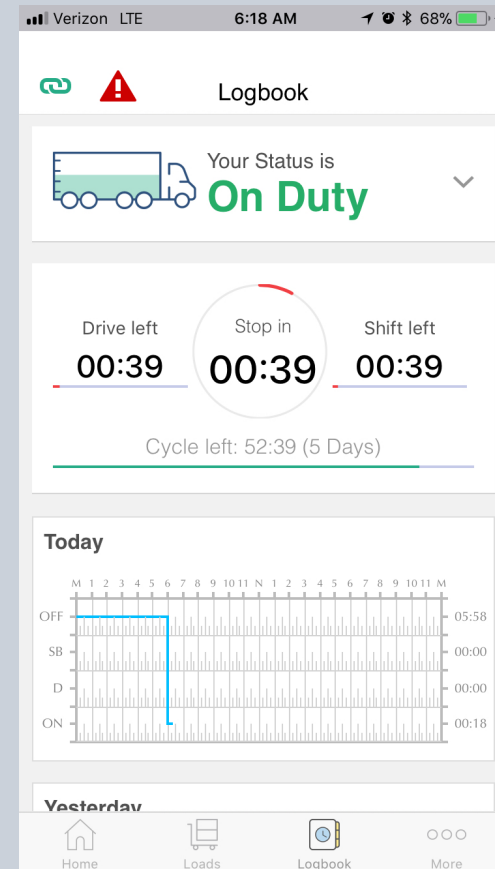 Verizon LTE 6:18 AM 68%
Logbook
Your Status is
On Duty
Drive left Stop in Shift left
00:39 00:39 00:39
Cycle left: 52:39 (5 Days)
Today
M 1 2 3 4 5 6 7 8 9 10 11 N 1 2 3 4 5 6 7 8 9 10 11 M
OFF 05:58
SB 00:00
D 00:00
ON 00:18
Yesterday
Home Loads Logbook More